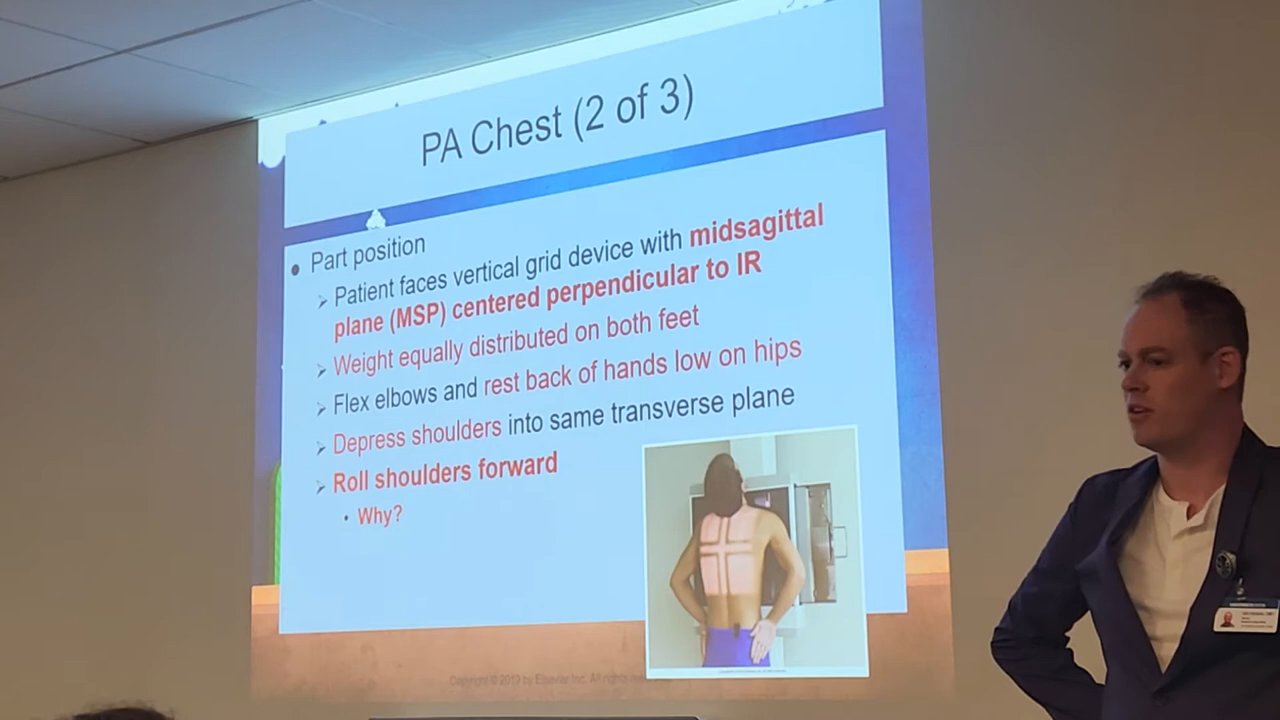 PA Chest (2 of 3)
• Part position
➢ Patient faces vertical grid device with midsagittal
plane (MSP) centered perpendicular to IR
➢ Weight equally distributed on both feet
➢ Flex elbows and rest back of hands low on hips
➢ Depress shoulders into same transverse plane
➢ Roll shoulders forward
• Why?
Copyright © 2019 by Elsevier Inc. All rights